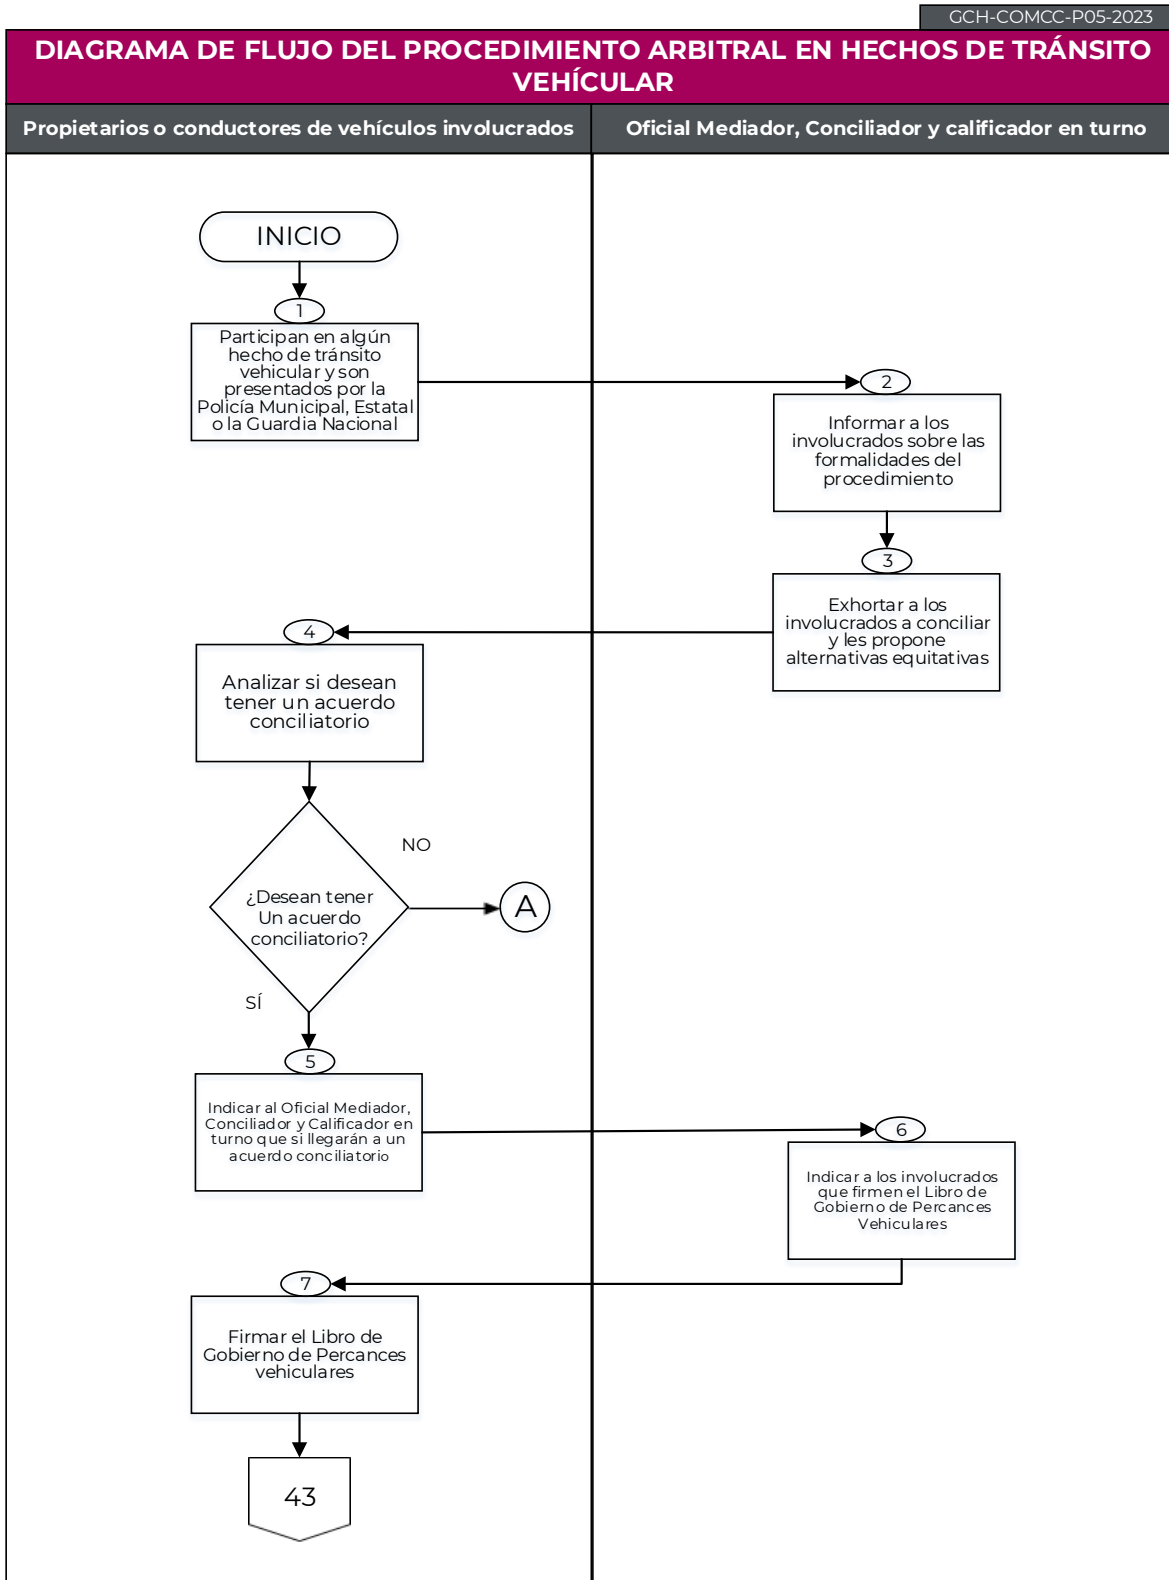 GCH-COMCC-P05-2023
DIAGRAMA DE FLUJO DEL PROCEDIMIENTO ARBITRAL EN HECHOS DE TRÁNSITO
VEHÍCULAR
Propietarios o conductores de vehículos involucrados
Oficial Mediador, Conciliador y calificador en turno
INICIO
1
Participan en algún
hecho de tránsito
vehicular y son
presentados por la
Policía Municipal, Estatal
o la Guardia Nacional
2
Informar a los
involucrados sobre las
formalidades del
procedimiento
3
Exhortar a los
involucrados a conciliar
y les propone
alternativas equitativas
4
Analizar si desean
tener un acuerdo
conciliatorio
NO
¿Desean tener
Un acuerdo
conciliatorio?
A
SÍ
5
Indicar al Oficial Mediador,
Conciliador y Calificador en
turno que si llegarán a un
acuerdo conciliatorio
6
Indicar a los involucrados
que firmen el Libro de
Gobierno de Percances
Vehiculares
7
Firmar el Libro de
Gobierno de Percances
vehiculares
43